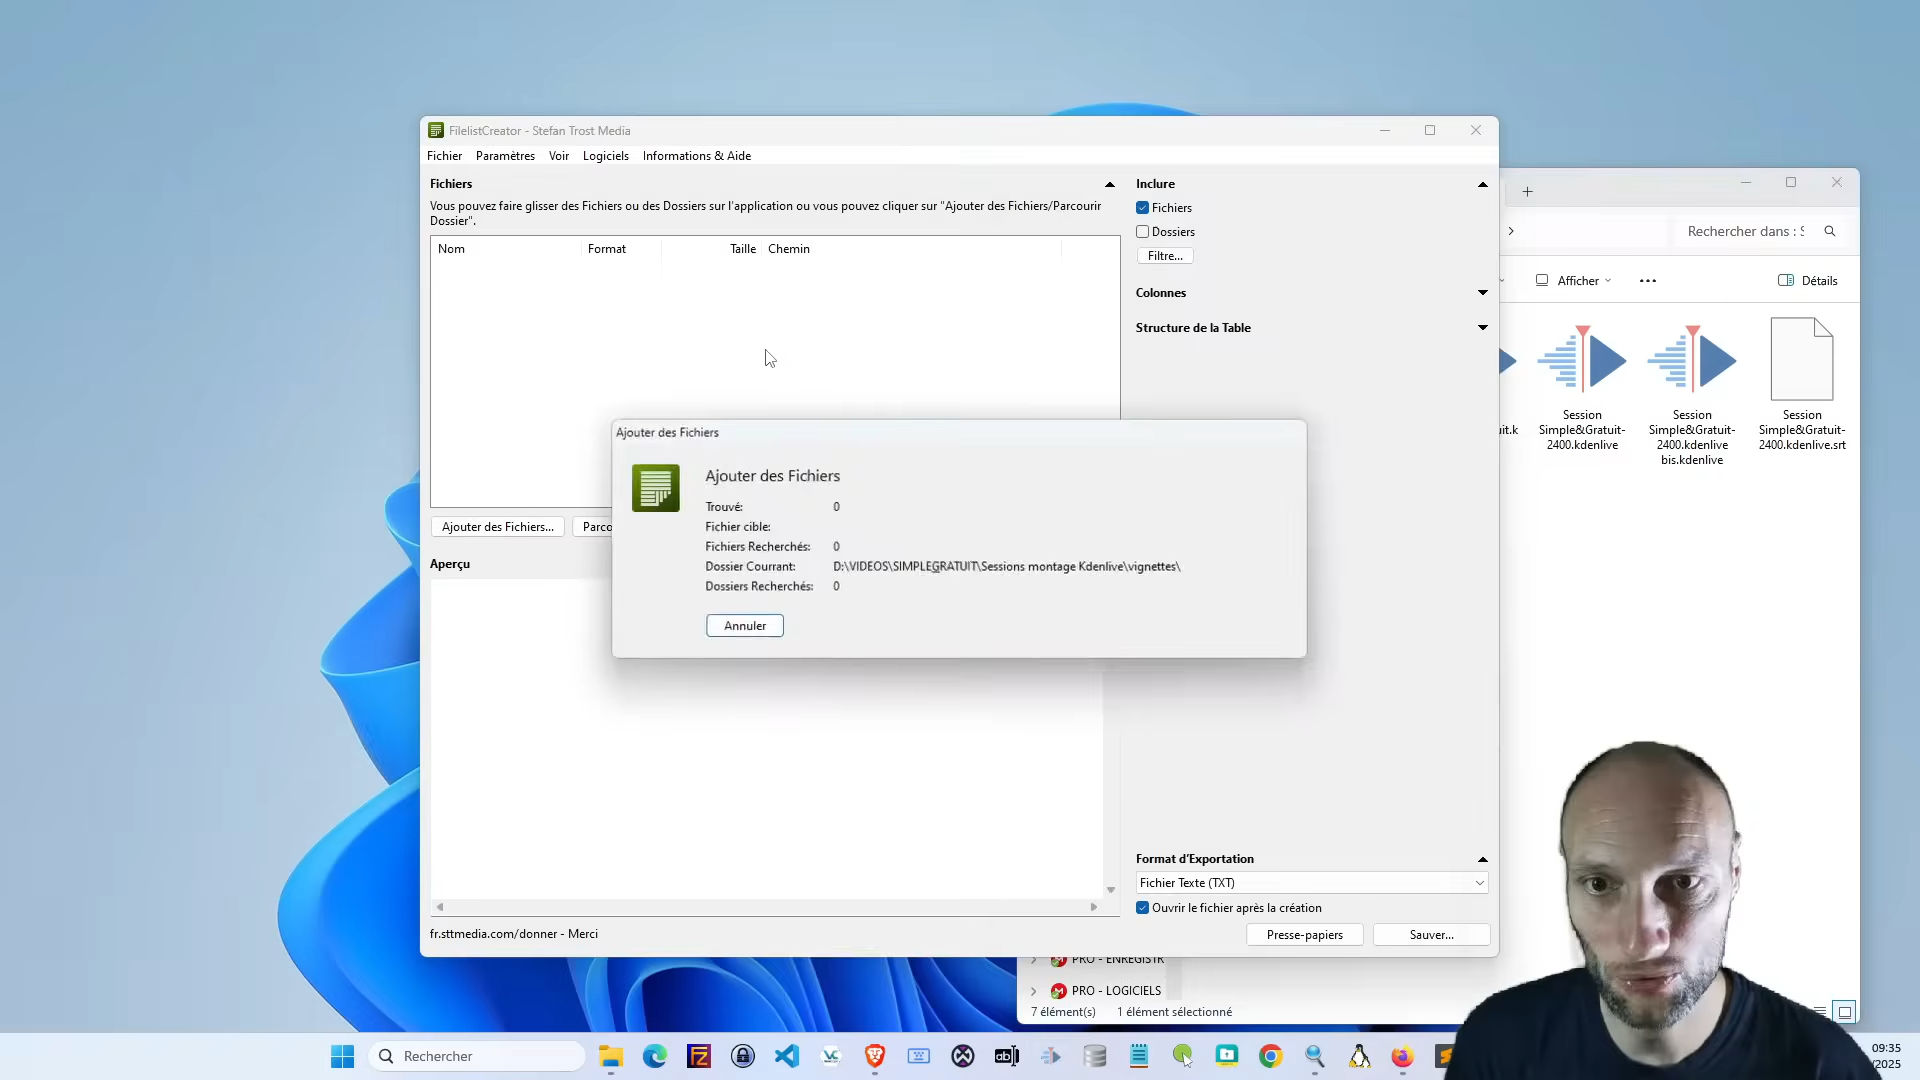 FilelistCreator - Stefan Trost Media
Fichier Paramètres Voir Logiciels Informations & Aide
Fichiers
Vous pouvez faire glisser des Fichiers ou des Dossiers sur l'application ou vous pouvez cliquer sur "Ajouter des Fichiers/Parcourir
Dossier".
Nom Format Taille Chemin
Ajouter des Fichiers...
Aperçu
fr.sttmedia.com/donner - Merci
Inclure
Fichiers
Dossiers
Filtre...
Colonnes
Structure de la Table
Format d'Exportation
Fichier Texte (TXT)
Ouvrir le fichier après la création
Presse-papiers Sauver...
Ajouter des Fichiers
Ajouter des Fichiers
Trouvé: 0
Fichier cible:
Fichiers Recherchés: 0
Dossier Courrant: D:\VIDEOS\SIMPLEGRATUIT\Sessions montage Kdenlive\vignettes\
Dossiers Recherchés: 0
Annuler
Rechercher dans : S
Afficher
Détails
Session
Simple&Gratuit-
2400.kdenlive
Session
Simple&Gratuit-
2400.kdenlive
bis.kdenlive
Session
Simple&Gratuit-
2400.kdenlive.srt
PRO - ENREGISTR
PRO - LOGICIELS
7 élément(s) 1 élément sélectionné
Rechercher
09:35
/2025